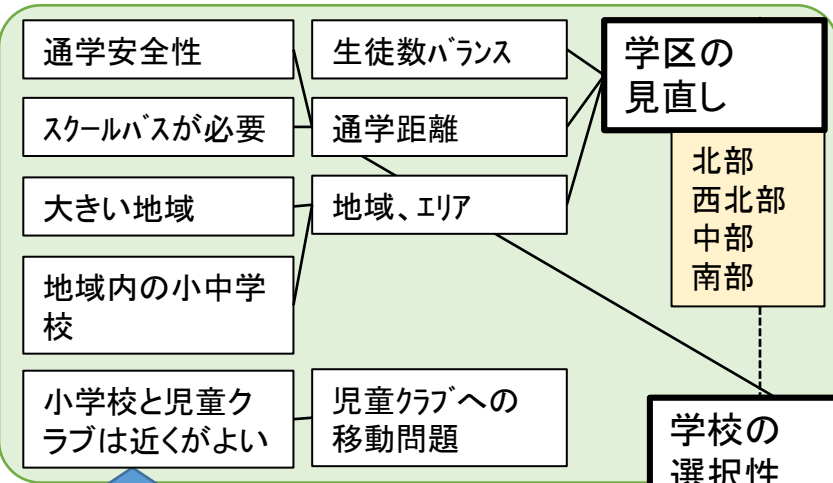 通学安全性
生徒数ﾊﾞﾗﾝｽ
学区の
見直し
ｽｸｰﾙﾊﾞｽが必要
通学距離
北部
西北部
中部
南部
大きい地域
地域、ｴﾘｱ
地域内の小中学
校
小学校と児童ク
ラブは近くがよい
児童ｸﾗﾌﾞへの
移動問題
学校の
選択性